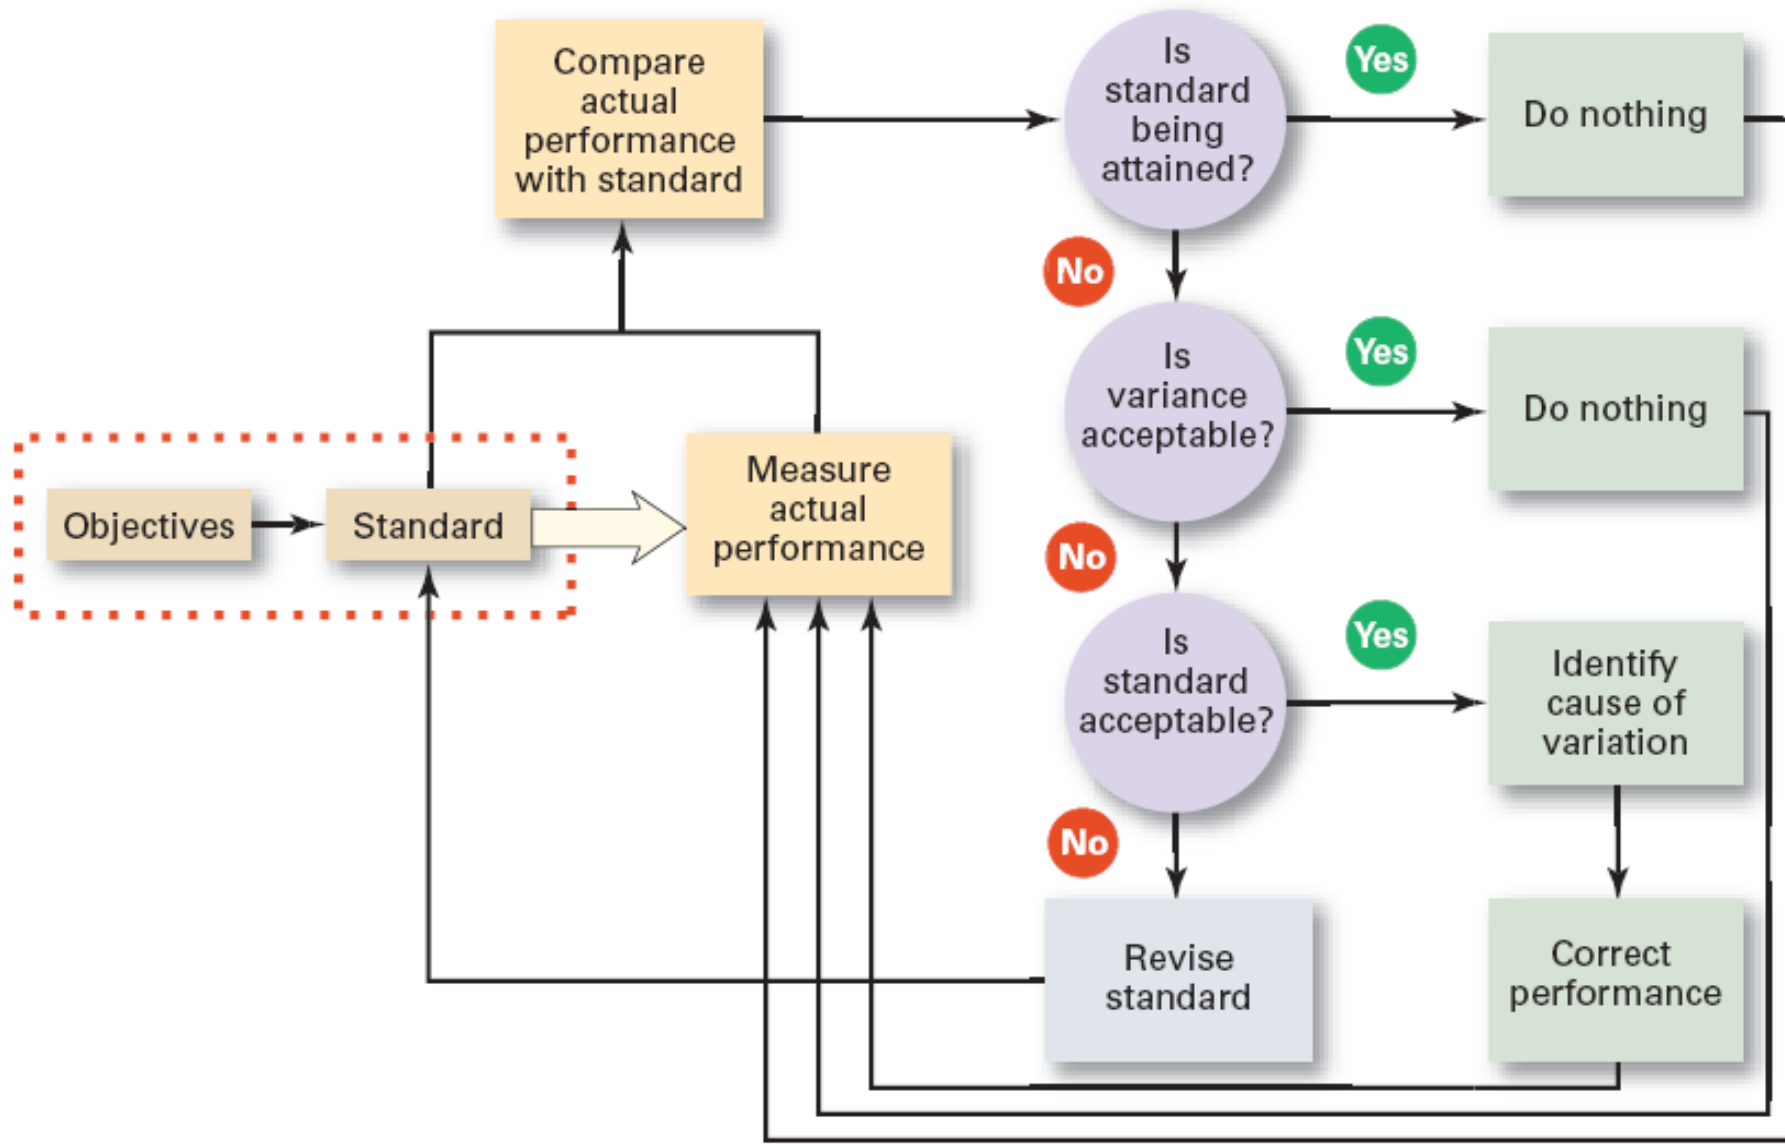 Compare
actual
performance
with standard
Is
standard
being
attained?
Yes
Do nothing
No
Is
variance
acceptable?
Yes
Do nothing
Objectives
Standard
Measure
actual
performance
No
Is
standard
acceptable?
Yes
Identify
cause of
variation
No
Revise
standard
Correct
performance